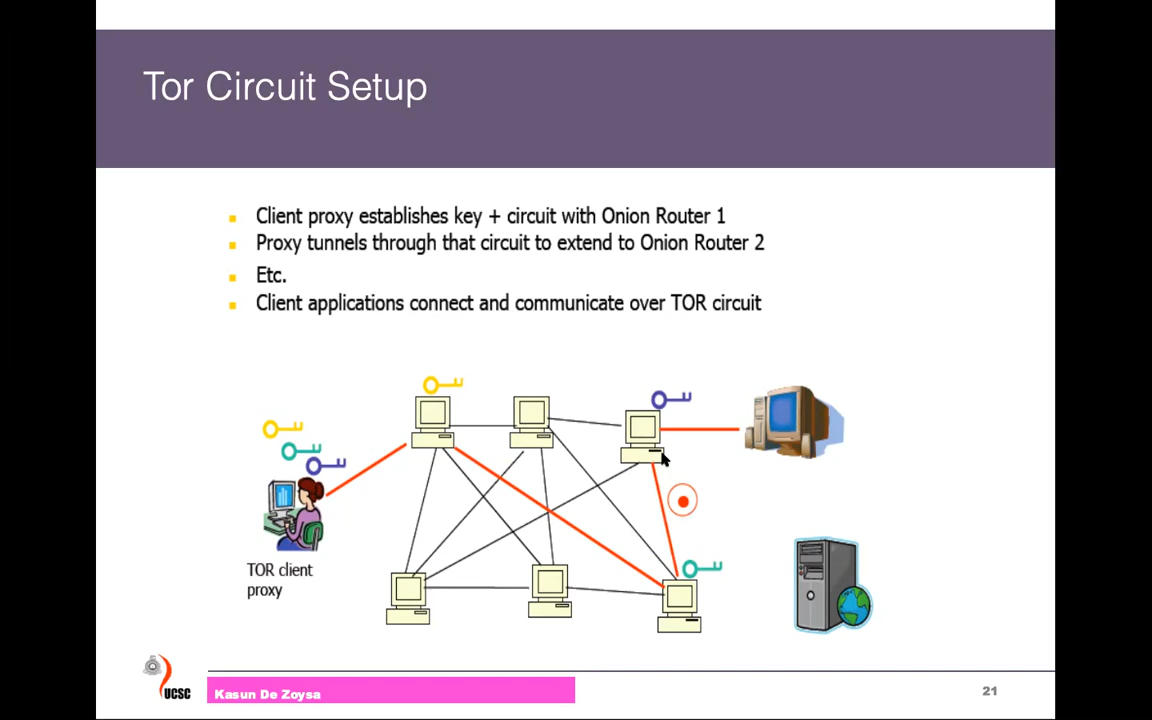 Tor Circuit Setup
Client proxy establishes key + circuit with Onion Router 1
Proxy tunnels through that circuit to extend to Onion Router 2
Etc.
Client applications connect and communicate over TOR circuit
TOR client
proxy
UCSC
Kasun De Zoysa
21